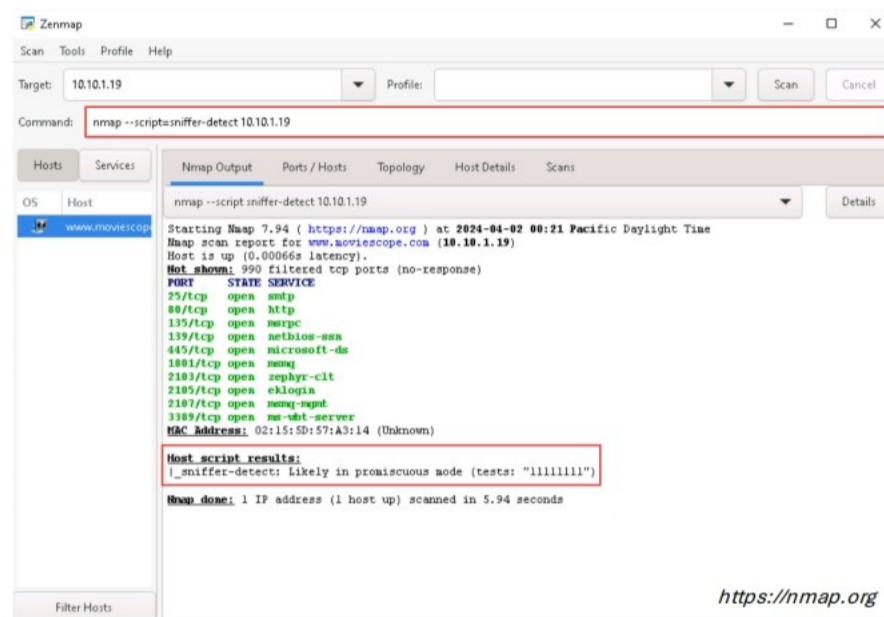 Zenmap
Scan Tools Profile Help
Target: 10.10.1.19 Profile: Scan Cancel
Command: nmap --script=sniffer-detect 10.10.1.19
Hosts Services Nmap Output Ports / Hosts Topology Host Details Scans
OS Host nmap --script sniffer-detect 10.10.1.19 Details
www.moviescop
Starting Nmap 7.94 ( https://nmap.org ) at 2024-04-02 00:21 Pacific Daylight Time
Nmap scan report for www.moviescope.com (10.10.1.19)
Host is up (0.00066s latency).
Not shown: 990 filtered tcp ports (no-response)
PORT STATE SERVICE
25/tcp open smtp
80/tcp open http
135/tcp open msrpc
139/tcp open netbios-ssn
445/tcp open microsoft-ds
1801/tcp open msmq
2103/tcp open zephyr-clt
2105/tcp open eklogin
2107/tcp open msmq-mgmt
3389/tcp open ms-wbt-server
MAC Address: 02:15:5D:57:A3:14 (Unknown)
Host script results:
|_sniffer-detect: Likely in promiscuous mode (tests: "11111111")
Nmap done: 1 IP address (1 host up) scanned in 5.94 seconds
Filter Hosts
https://nmap.org